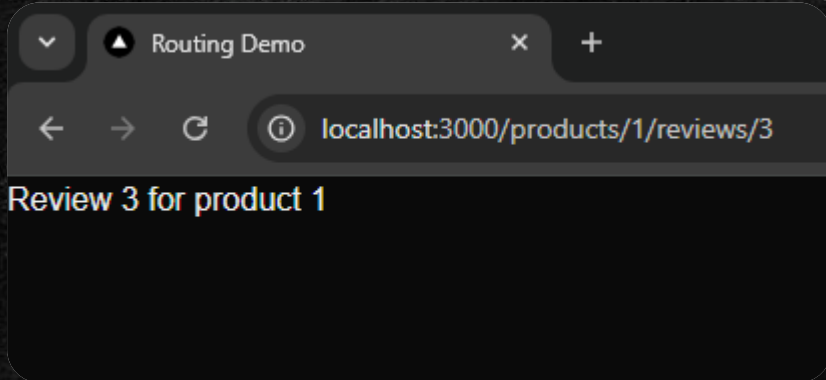 Routing Demo
localhost:3000/products/1/reviews/3
Review 3 for product 1